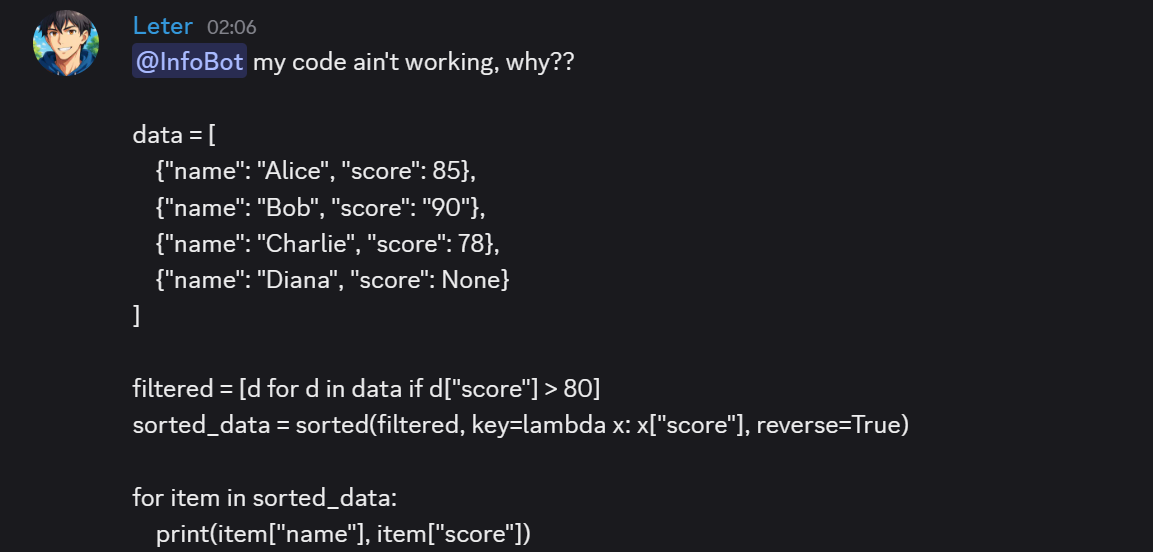 Leter 02:06
@InfoBot my code ain't working, why??
data = [
    {"name": "Alice", "score": 85},
    {"name": "Bob", "score": "90"},
    {"name": "Charlie", "score": 78},
    {"name": "Diana", "score": None}
]
filtered = [d for d in data if d["score"] > 80]
sorted_data = sorted(filtered, key=lambda x: x["score"], reverse=True)
for item in sorted_data:
    print(item["name"], item["score"])